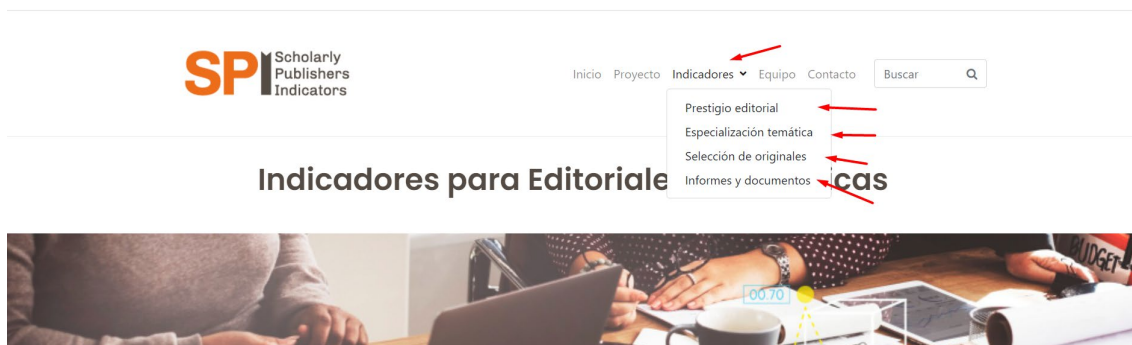 SPI Scholarly
Publishers
Indicators
Inicio Proyecto Indicadores Equipo Contacto Buscar
Prestigio editorial
Especialización temática
Selección de originales
Informes y documentos
Indicadores para Editoriale cas
BUDGET
00.70